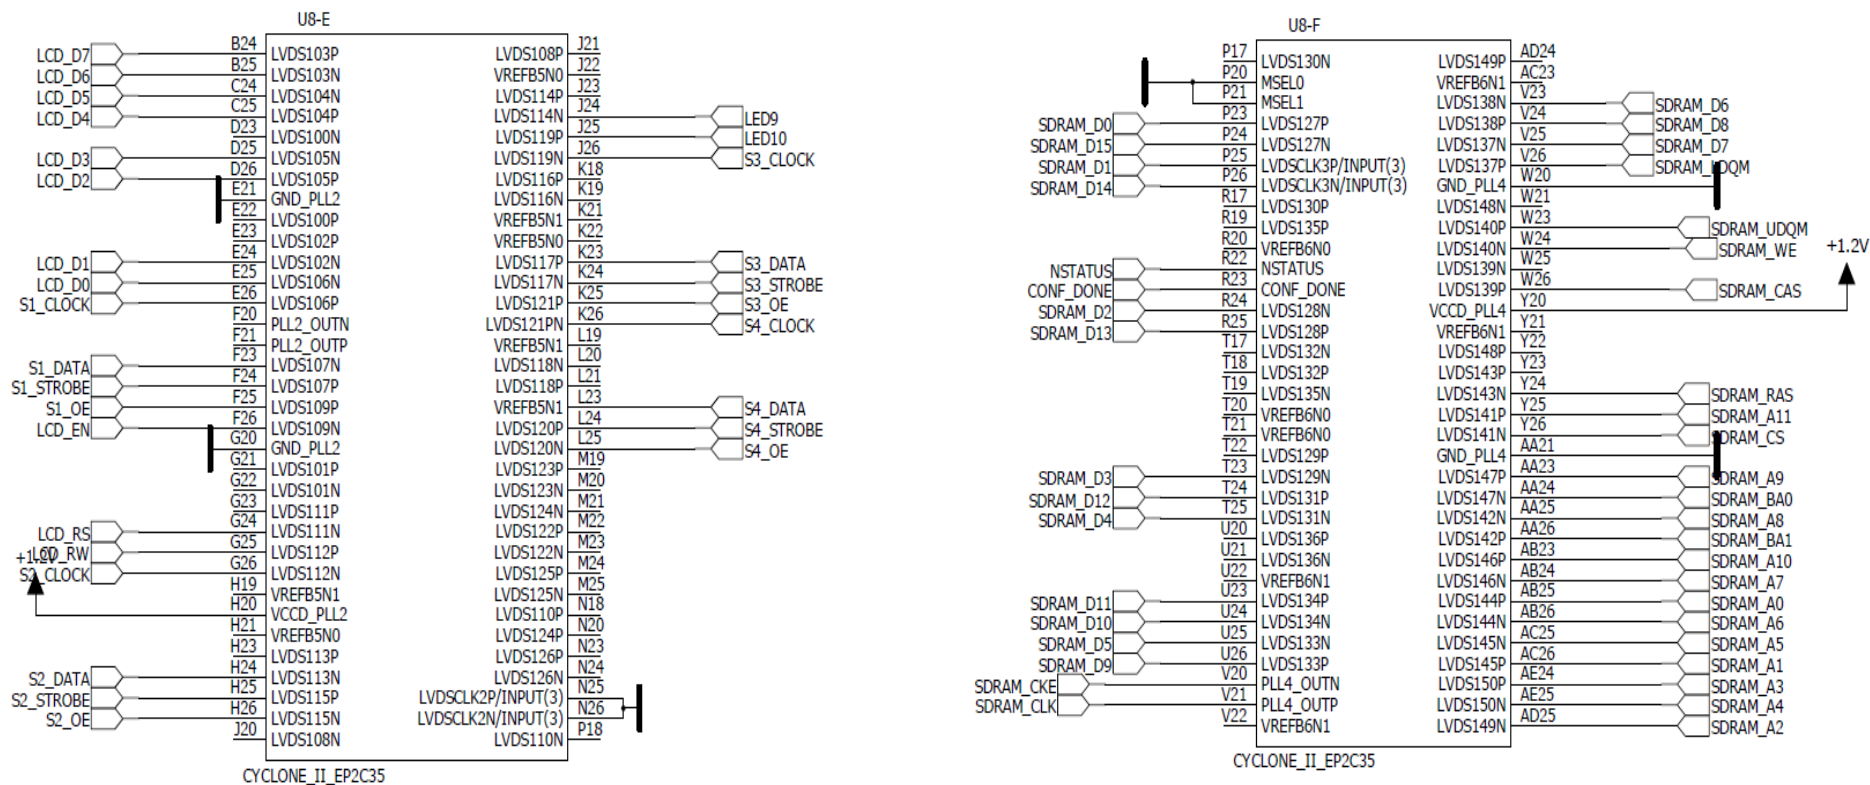 U8-E
LCD_D7 B24 LVDS103P LVDS108P J21
LCD_D6 B25 LVDS103N VREFB5N0 J22
LCD_D5 C24 LVDS104N LVDS114P J23
LCD_D4 C25 LVDS104P LVDS114N J24 LED9
D23 LVDS100N LVDS119P J25 LED10
LCD_D3 D25 LVDS105N LVDS119N J26 S3_CLOCK
LCD_D2 D26 LVDS105P LVDS116P K18
E21 GND_PLL2 LVDS116N K19
E22 LVDS100P VREFB5N1 K21
E23 LVDS102P VREFB5N0 K22
LCD_D1 E24 LVDS102N LVDS117P K23 S3_DATA
LCD_D0 E25 LVDS106N LVDS117N K24 S3_STROBE
S1_CLOCK E26 LVDS106P LVDS121P K25 S3_OE
F20 PLL2_OUTN LVDS121PN K26 S4_CLOCK
F21 PLL2_OUTP VREFB5N1 L19
S1_DATA F23 LVDS107N LVDS118N L20
S1_STROBE F24 LVDS107P LVDS118P L21
S1_OE F25 LVDS109P VREFB5N1 L23 S4_DATA
LCD_EN F26 LVDS109N LVDS120P L24 S4_STROBE
G20 GND_PLL2 LVDS120N L25 S4_OE
G21 LVDS101P LVDS123P M19
G22 LVDS101N LVDS123N M20
G23 LVDS111P LVDS124N M21
LCD_RS G24 LVDS111N LVDS122P M22
+1.2V LCD_RW G25 LVDS112P LVDS122N M23
S2_CLOCK G26 LVDS112N LVDS125P M24
H19 VREFB5N1 LVDS125N M25
H20 VCCD_PLL2 LVDS110P N18
H21 VREFB5N0 LVDS124P N20
H23 LVDS113P LVDS126P N23
S2_DATA H24 LVDS113N LVDS126N N24
S2_STROBE H25 LVDS115P LVDSCLK2P/INPUT(3) N25
S2_OE H26 LVDS115N LVDSCLK2N/INPUT(3) N26
J20 LVDS108N LVDS110N P18
CYCLONE_II_EP2C35
U8-F
P17 LVDS130N LVDS149P AD24
P20 MSEL0 VREFB6N1 AC23
P21 MSEL1 LVDS138N V23 SDRAM_D6
SDRAM_D0 P23 LVDS127P LVDS138P V24 SDRAM_D8
SDRAM_D15 P24 LVDS127N LVDS137N V25 SDRAM_D7
SDRAM_D1 P25 LVDSCLK3P/INPUT(3) LVDS137P V26 SDRAM_LDQM
SDRAM_D14 P26 LVDSCLK3N/INPUT(3) GND_PLL4 W20
R17 LVDS130P LVDS148N W21
R19 LVDS135P LVDS140P W23 SDRAM_UDQM
R20 VREFB6N0 LVDS140N W24 SDRAM_WE +1.2V
NSTATUS R22 NSTATUS LVDS139N W25
CONF_DONE R23 CONF_DONE LVDS139P W26 SDRAM_CAS
SDRAM_D2 R24 LVDS128N VCCD_PLL4 Y20
SDRAM_D13 R25 LVDS128P VREFB6N1 Y21
T17 LVDS132N LVDS148P Y22
T18 LVDS132P LVDS143P Y23
T19 LVDS135N LVDS143N Y24 SDRAM_RAS
T20 VREFB6N0 LVDS141P Y25 SDRAM_A11
T21 VREFB6N0 LVDS141N Y26 SDRAM_CS
T22 LVDS129P GND_PLL4 AA21
SDRAM_D3 T23 LVDS129N LVDS147P AA23 SDRAM_A9
SDRAM_D12 T24 LVDS131P LVDS147N AA24 SDRAM_BA0
SDRAM_D4 T25 LVDS131N LVDS142N AA25 SDRAM_A8
U20 LVDS136P LVDS142P AA26 SDRAM_BA1
U21 LVDS136N LVDS146P AB23 SDRAM_A10
U22 VREFB6N1 LVDS146N AB24 SDRAM_A7
SDRAM_D11 U23 LVDS134P LVDS144P AB25 SDRAM_A0
SDRAM_D10 U24 LVDS134N LVDS144N AB26 SDRAM_A6
SDRAM_D5 U25 LVDS133N LVDS145N AC25 SDRAM_A5
SDRAM_D9 U26 LVDS133P LVDS145P AC26 SDRAM_A1
SDRAM_CKE V20 PLL4_OUTN LVDS150P AE24 SDRAM_A3
SDRAM_CLK V21 PLL4_OUTP LVDS150N AE25 SDRAM_A4
V22 VREFB6N1 LVDS149N AD25 SDRAM_A2
CYCLONE_II_EP2C35